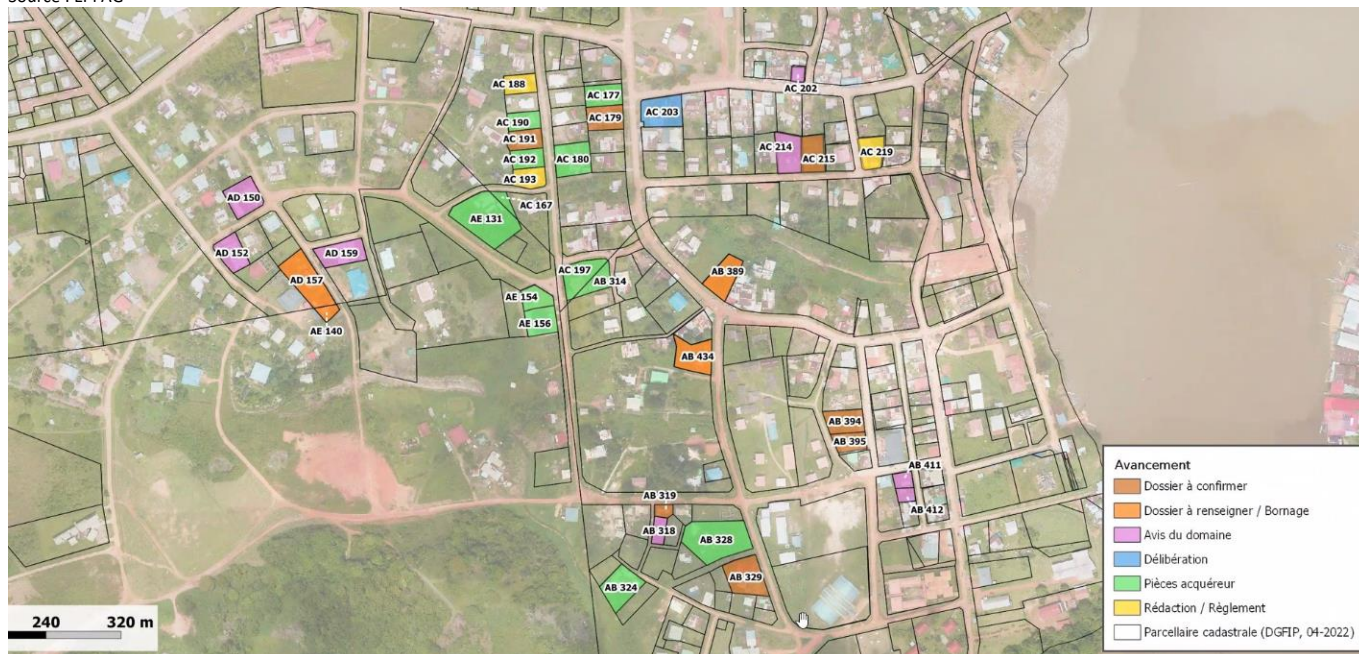 AC 188
AC 177
AC 202
AC 190
AC 179
AC 203
AC 191
AC 192
AC 180
AC 214
AC 215
AC 219
AC 193
AD 150
AC 167
AE 131
AD 152
AD 159
AD 157
AC 197
AB 314
AB 389
AE 154
AE 156
AE 140
AB 434
AB 394
AB 395
AB 411
AB 319
AB 412
AB 318
AB 328
AB 329
AB 324
240 320 m
Avancement
Dossier à confirmer
Dossier à renseigner / Bornage
Avis du domaine
Délibération
Pièces acquéreur
Rédaction / Règlement
Parcellaire cadastrale (DGFIP, 04-2022)